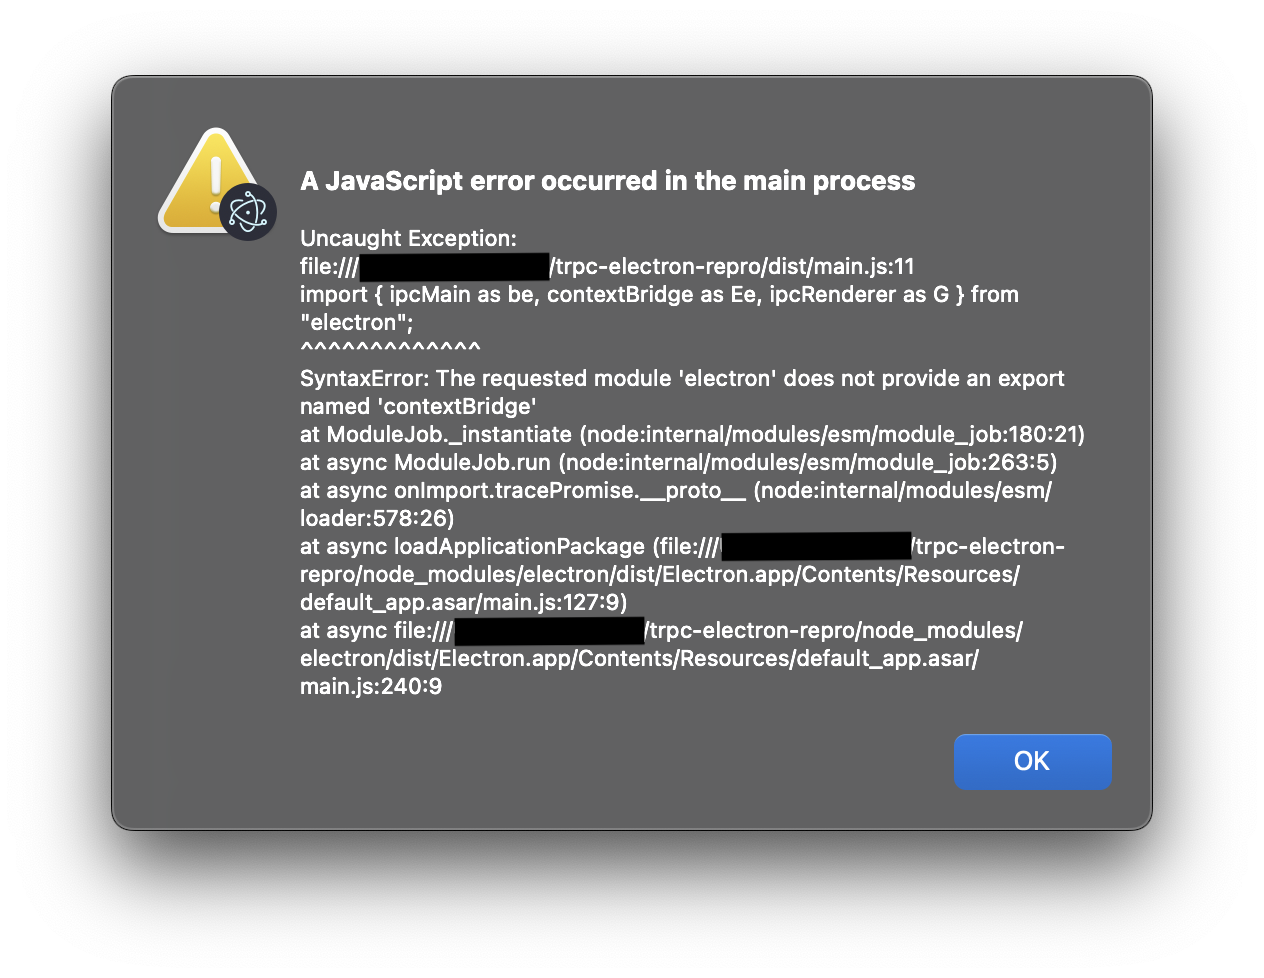 A JavaScript error occurred in the main process
Uncaught Exception:
file:////trpc-electron-repro/dist/main.js:11
import { ipcMain as be, contextBridge as Ee, ipcRenderer as G } from
"electron";
^^^^^^^^^^^^^
SyntaxError: The requested module 'electron' does not provide an export
named 'contextBridge'
at ModuleJob._instantiate (node:internal/modules/esm/module_job:180:21)
at async ModuleJob.run (node:internal/modules/esm/module_job:263:5)
at async onImport.tracePromise.__proto__ (node:internal/modules/esm/
loader:578:26)
at async loadApplicationPackage (file:////trpc-electron-
repro/node_modules/electron/dist/Electron.app/Contents/Resources/
default_app.asar/main.js:127:9)
at async file:////trpc-electron-repro/node_modules/
electron/dist/Electron.app/Contents/Resources/default_app.asar/
main.js:240:9
OK